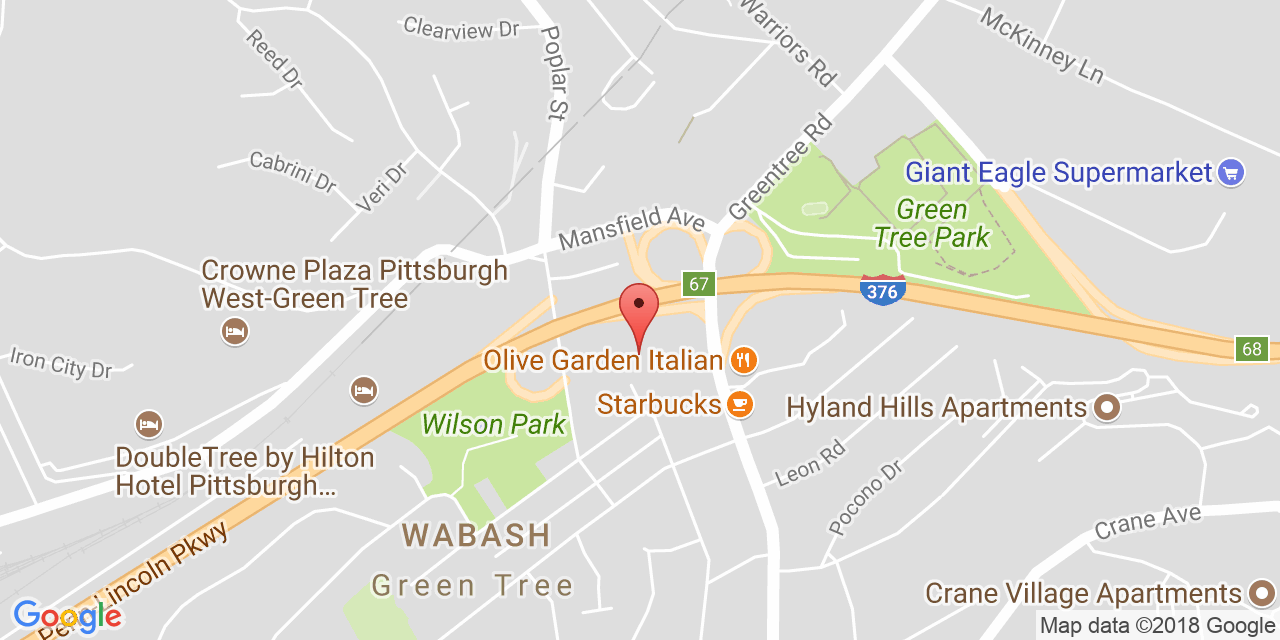 Clearview Dr
Reed Dr
Poplar St
Warriors Rd
McKinney Ln
Cabrini Dr
Veri Dr
Greentree Rd
Giant Eagle Supermarket
Mansfield Ave
Green
Tree Park
Crowne Plaza Pittsburgh
West-Green Tree
67
376
68
Iron City Dr
Olive Garden Italian
Starbucks
Hyland Hills Apartments
Wilson Park
DoubleTree by Hilton
Hotel Pittsburgh...
Leon Rd
Pocono Dr
Crane Ave
WABASH
Green Tree
Lincoln Pkwy
Crane Village Apartments
Google
Map data ©2018 Google